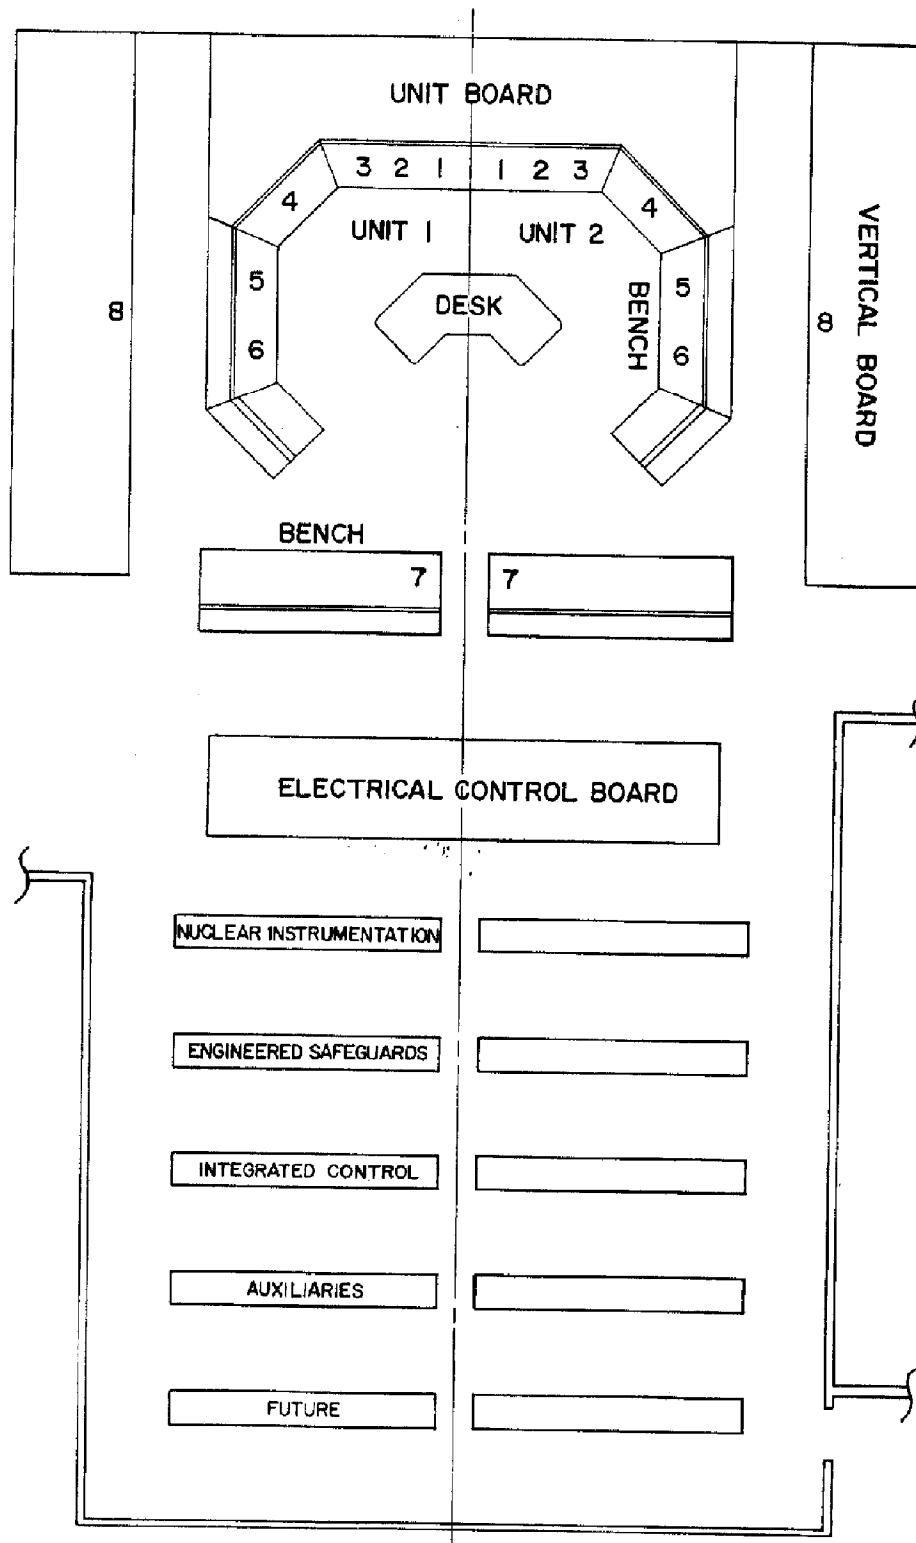 UNIT BOARD
3 2 1 1 2 3
4 4
UNIT 1 UNIT 2
5 5
DESK
BENCH
VERTICAL BOARD
8 8
6 6
BENCH
7 7
ELECTRICAL CONTROL BOARD
NUCLEAR INSTRUMENTATION
ENGINEERED SAFEGUARDS
INTEGRATED CONTROL
AUXILIARIES
FUTURE